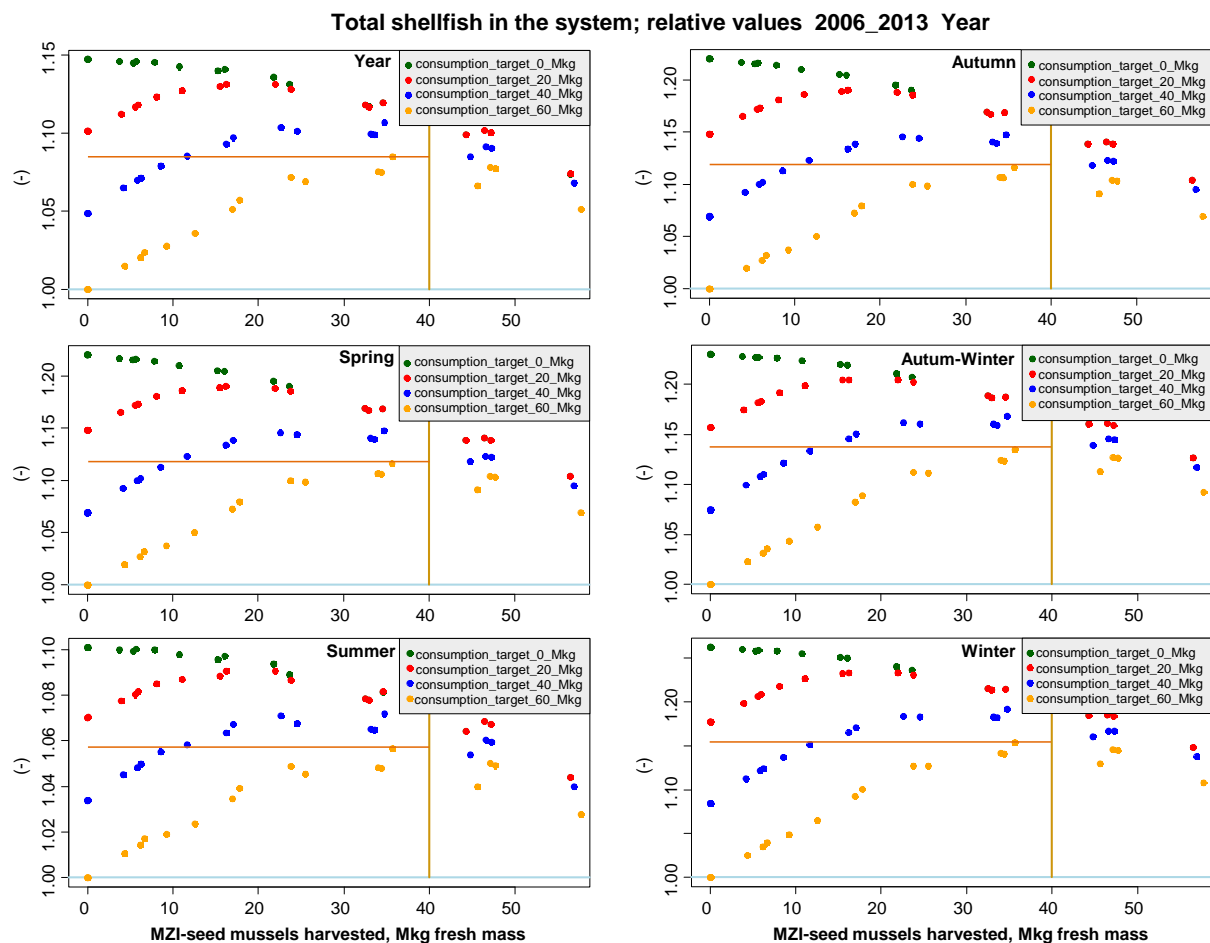 Total shellfish in the system; relative values 2006_2013 Year
Year
consumption_target_0_Mkg
consumption_target_20_Mkg
consumption_target_40_Mkg
consumption_target_60_Mkg
(-)
1.15
1.10
1.05
1.00
0 10 20 30 40 50
Autumn
consumption_target_0_Mkg
consumption_target_20_Mkg
consumption_target_40_Mkg
consumption_target_60_Mkg
(-)
1.20
1.15
1.10
1.05
1.00
0 10 20 30 40 50
Spring
consumption_target_0_Mkg
consumption_target_20_Mkg
consumption_target_40_Mkg
consumption_target_60_Mkg
(-)
1.20
1.15
1.10
1.05
1.00
0 10 20 30 40 50
Autum-Winter
consumption_target_0_Mkg
consumption_target_20_Mkg
consumption_target_40_Mkg
consumption_target_60_Mkg
(-)
1.20
1.15
1.10
1.05
1.00
0 10 20 30 40 50
Summer
consumption_target_0_Mkg
consumption_target_20_Mkg
consumption_target_40_Mkg
consumption_target_60_Mkg
(-)
1.10
1.08
1.06
1.04
1.02
1.00
0 10 20 30 40 50
MZI-seed mussels harvested, Mkg fresh mass
Winter
consumption_target_0_Mkg
consumption_target_20_Mkg
consumption_target_40_Mkg
consumption_target_60_Mkg
(-)
1.20
1.10
1.00
0 10 20 30 40 50
MZI-seed mussels harvested, Mkg fresh mass